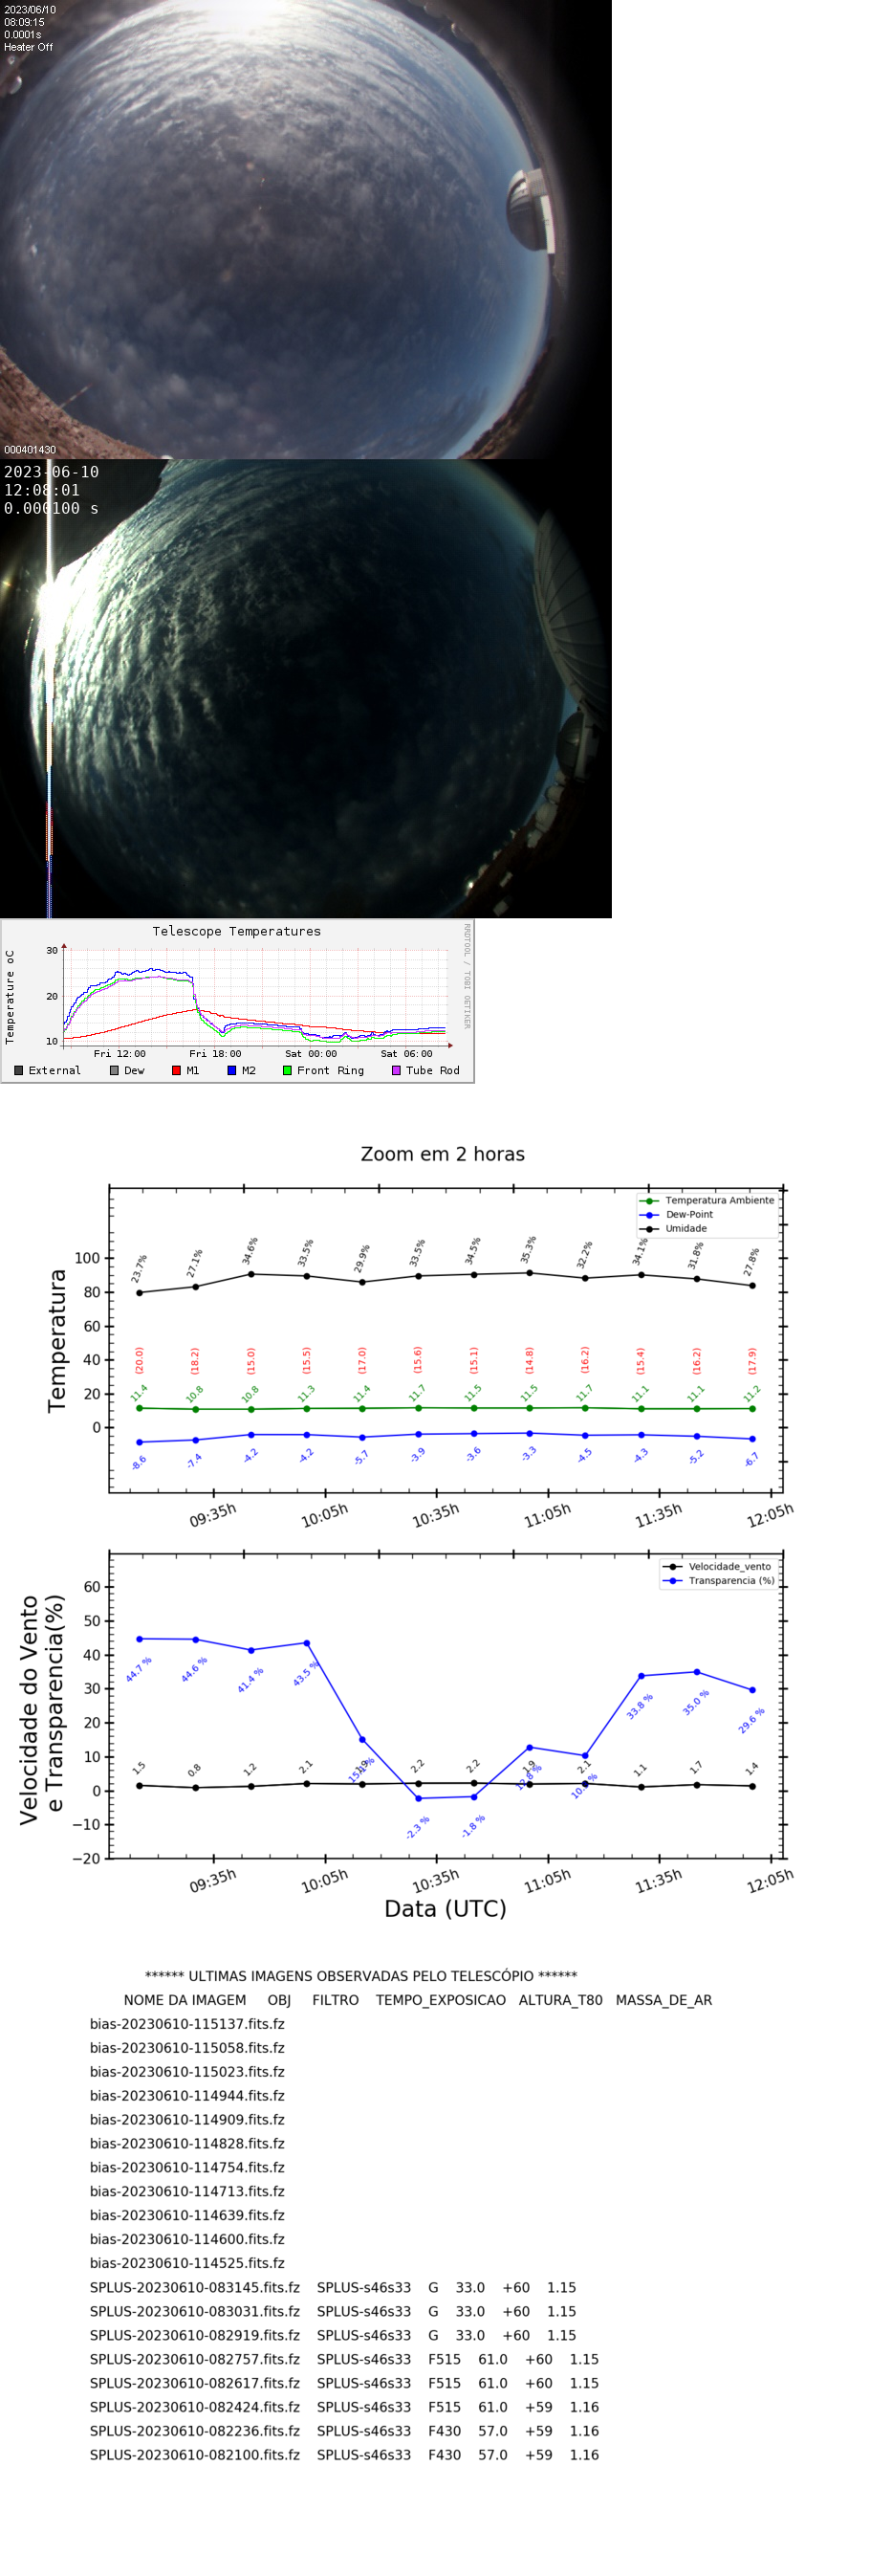 2023/06/10
08:09:15
0.0001s
Heater Off
000401430
2023-06-10
12:08:01
0.000100 s
Telescope Temperatures
RRDTOOL / TOBI OETIKER
Temperature oC
30
20
10
Fri 12:00 Fri 18:00 Sat 00:00 Sat 06:00
External Dew M1 M2 Front Ring Tube Rod
Zoom em 2 horas
Temperatura Ambiente
Dew-Point
Umidade
Temperatura
100
80
60
40
20
0
23.7% 27.1% 34.6% 33.5% 29.9% 33.5% 34.5% 35.3% 32.2% 34.1% 31.8% 27.8%
(20.0) (18.2) (15.0) (15.5) (17.0) (15.6) (15.1) (14.8) (16.2) (15.4) (16.2) (17.9)
11.4 10.8 10.8 11.3 11.4 11.7 11.5 11.5 11.7 11.1 11.1 11.2
-8.6 -7.4 -4.2 -4.2 -5.7 -3.9 -3.6 -3.3 -4.5 -4.3 -5.2 -6.7
09:35h 10:05h 10:35h 11:05h 11:35h 12:05h
Velocidade_vento
Transparencia (%)
Velocidade do Vento
e Transparencia(%)
60
50
40
30
20
10
0
−10
−20
44.7 % 44.6 % 41.4 % 43.5 % -2.3 % -1.8 % 33.8 % 35.0 % 29.6 %
1.5 0.8 1.2 2.1 2.2 2.2 1.9 2.1 1.1 1.7 1.4
09:35h 10:05h 10:35h 11:05h 11:35h 12:05h
Data (UTC)
****** ULTIMAS IMAGENS OBSERVADAS PELO TELESCÓPIO ******
NOME DA IMAGEM OBJ FILTRO TEMPO_EXPOSICAO ALTURA_T80 MASSA_DE_AR
bias-20230610-115137.fits.fz
bias-20230610-115058.fits.fz
bias-20230610-115023.fits.fz
bias-20230610-114944.fits.fz
bias-20230610-114909.fits.fz
bias-20230610-114828.fits.fz
bias-20230610-114754.fits.fz
bias-20230610-114713.fits.fz
bias-20230610-114639.fits.fz
bias-20230610-114600.fits.fz
bias-20230610-114525.fits.fz
SPLUS-20230610-083145.fits.fz SPLUS-s46s33 G 33.0 +60 1.15
SPLUS-20230610-083031.fits.fz SPLUS-s46s33 G 33.0 +60 1.15
SPLUS-20230610-082919.fits.fz SPLUS-s46s33 G 33.0 +60 1.15
SPLUS-20230610-082757.fits.fz SPLUS-s46s33 F515 61.0 +60 1.15
SPLUS-20230610-082617.fits.fz SPLUS-s46s33 F515 61.0 +60 1.15
SPLUS-20230610-082424.fits.fz SPLUS-s46s33 F515 61.0 +59 1.16
SPLUS-20230610-082236.fits.fz SPLUS-s46s33 F430 57.0 +59 1.16
SPLUS-20230610-082100.fits.fz SPLUS-s46s33 F430 57.0 +59 1.16